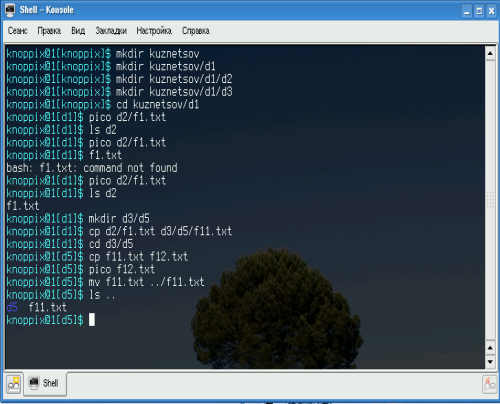 Shell - Konsole
Сеанс Правка Вид Закладки Настройка Справка
knoppix@1[knoppix]$ mkdir kuznetsov
knoppix@1[knoppix]$ mkdir kuznetsov/d1
knoppix@1[knoppix]$ mkdir kuznetsov/d1/d2
knoppix@1[knoppix]$ mkdir kuznetsov/d1/d3
knoppix@1[knoppix]$ cd kuznetsov/d1
knoppix@1[d1]$ pico d2/f1.txt
knoppix@1[d1]$ ls d2
knoppix@1[d1]$ pico d2/f1.txt
knoppix@1[d1]$ f1.txt
bash: f1.txt: command not found
knoppix@1[d1]$ pico d2/f1.txt
knoppix@1[d1]$ ls d2
f1.txt
knoppix@1[d1]$ mkdir d3/d5
knoppix@1[d1]$ cp d2/f1.txt d3/d5/f11.txt
knoppix@1[d1]$ cd d3/d5
knoppix@1[d5]$ cp f11.txt f12.txt
knoppix@1[d5]$ pico f12.txt
knoppix@1[d5]$ mv f11.txt ../f11.txt
knoppix@1[d5]$ ls ..
d5 f11.txt
knoppix@1[d5]$
Shell